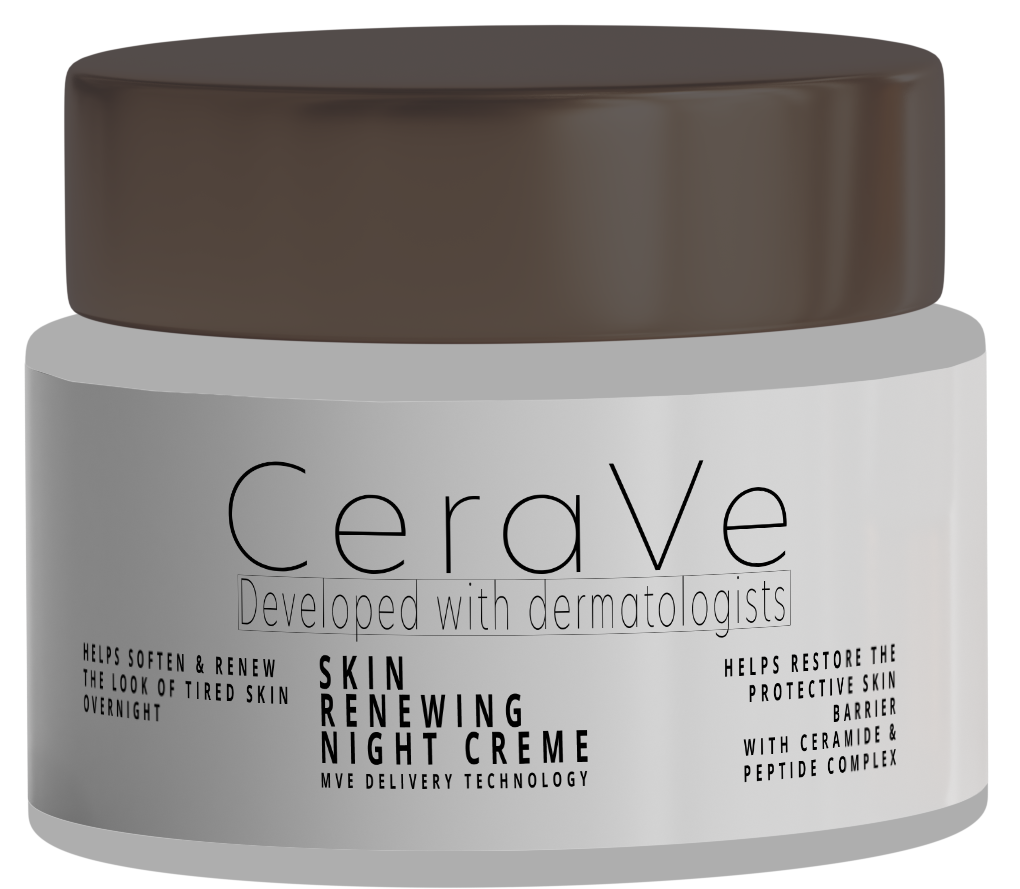 CeraVe
Developed with dermatologists
HELPS SOFTEN & RENEW
THE LOOK OF TIRED SKIN
OVERNIGHT
SKIN
RENEWING
NIGHT CREME
MVE DELIVERY TECHNOLOGY
HELPS RESTORE THE
PROTECTIVE SKIN
BARRIER
WITH CERAMIDE &
PEPTIDE COMPLEX